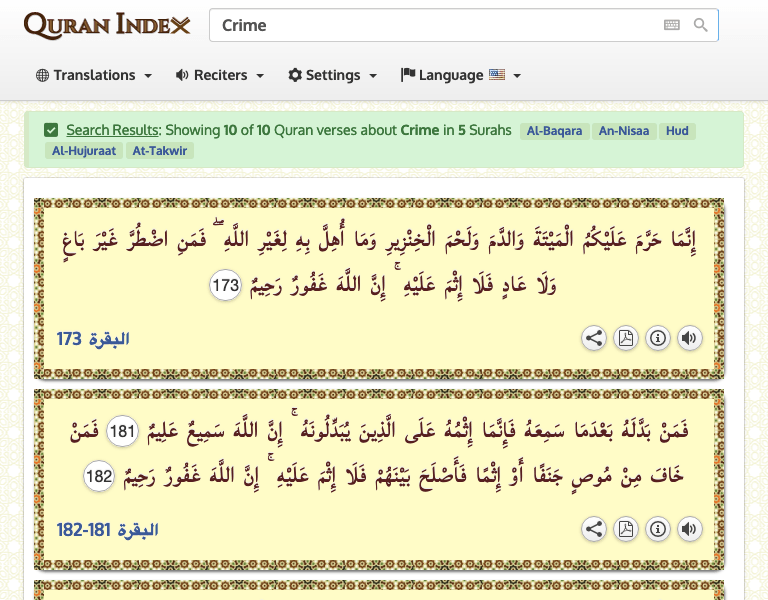 QURAN INDEX
Crime
Translations
Reciters
Settings
Language
Search Results: Showing 10 of 10 Quran verses about Crime in 5 Surahs Al-Baqara An-Nisaa Hud
Al-Hujuraat At-Takwir
إِنَّمَا حَرَّمَ عَلَيْكُمُ الْمَيْتَةَ وَالدَّمَ وَلَحْمَ الْخِنْزِيرِ وَمَا أُهِلَّ بِهِ لِغَيْرِ اللَّهِ ۖ فَمَنِ اضْطُرَّ غَيْرَ بَاغٍ
وَلَا عَادٍ فَلَا إِثْمَ عَلَيْهِ ۚ إِنَّ اللَّهَ غَفُورٌ رَحِيمٌ 173
البقرة 173
فَمَنْ بَدَّلَهُ بَعْدَمَا سَمِعَهُ فَإِنَّمَا إِثْمُهُ عَلَى الَّذِينَ يُبَدِّلُونَهُ ۚ إِنَّ اللَّهَ سَمِيعٌ عَلِيمٌ 181 فَمَنْ
خَافَ مِنْ مُوصٍ جَنَفًا أَوْ إِثْمًا فَأَصْلَحَ بَيْنَهُمْ فَلَا إِثْمَ عَلَيْهِ ۚ إِنَّ اللَّهَ غَفُورٌ رَحِيمٌ 182
البقرة 181-182